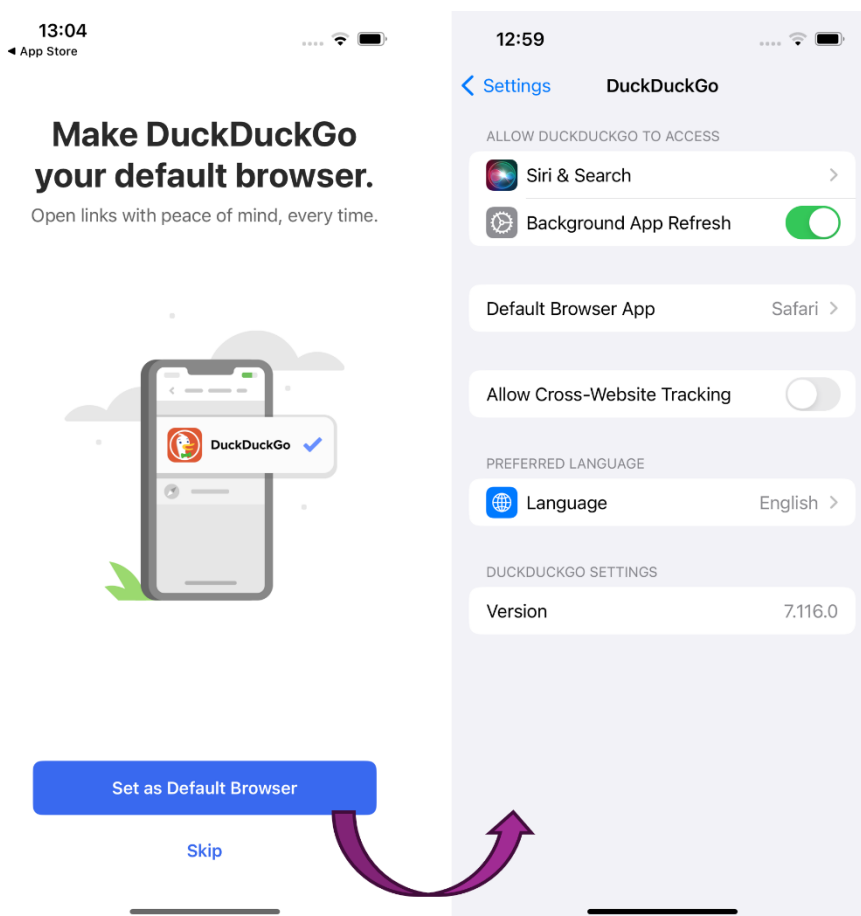 13:04
◀ App Store
Make DuckDuckGo
your default browser.
Open links with peace of mind, every time.
DuckDuckGo
Set as Default Browser
Skip
12:59
Settings
DuckDuckGo
ALLOW DUCKDUCKGO TO ACCESS
Siri & Search
Background App Refresh
Default Browser App Safari
Allow Cross-Website Tracking
PREFERRED LANGUAGE
Language English
DUCKDUCKGO SETTINGS
Version 7.116.0